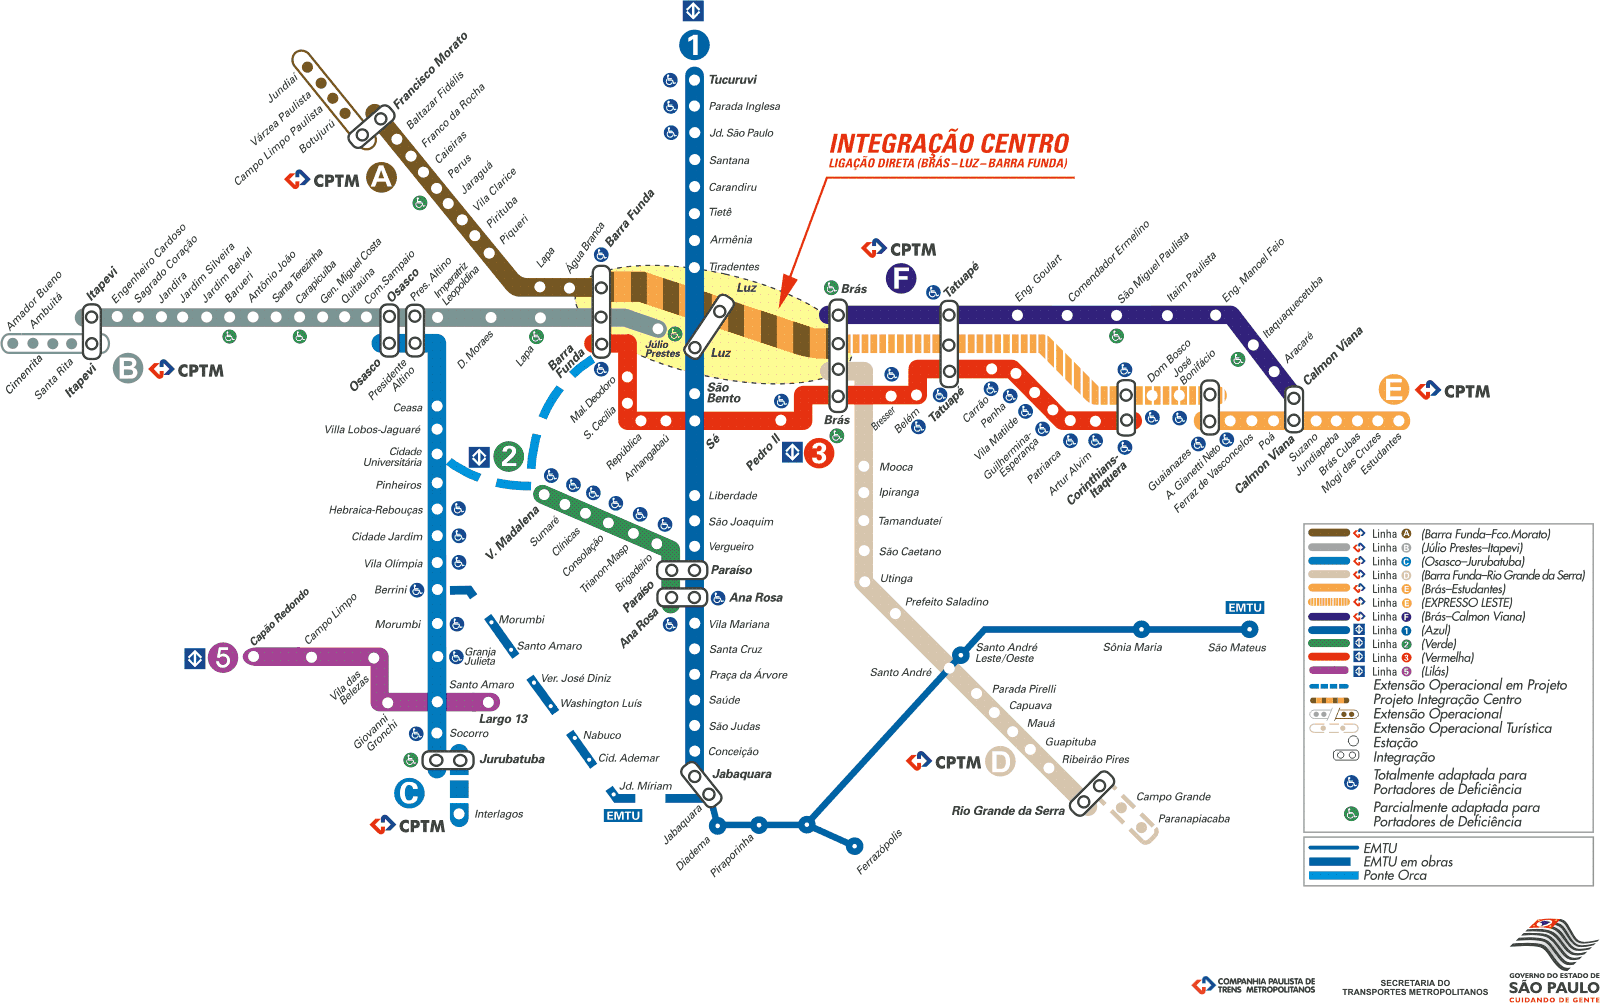 1
Tucuruvi
Parada Inglesa
Jd. São Paulo
Santana
Carandiru
Tietê
Armênia
Tiradentes
Luz
Luz
São
Bento
Sé
Liberdade
São Joaquim
Vergueiro
Paraíso
Ana Rosa
Vila Mariana
Santa Cruz
Praça da Árvore
Saúde
São Judas
Conceição
Jabaquara
INTEGRAÇÃO CENTRO
LIGAÇÃO DIRETA (BRÁS – LUZ – BARRA FUNDA)
Jundiaí
Várzea Paulista
Campo Limpo Paulista
Botujurú
Francisco Morato
Baltazar Fidélis
Franco da Rocha
Caieiras
Perus
Jaraguá
Vila Clarice
Pirituba
Piqueri
Lapa
Água Branca
Barra Funda
CPTM
A
Amador Bueno
Ambuitá
Cimenrita
Santa Rita
Itapevi
Itapevi
Engenheiro Cardoso
Sagrado Coração
Jandira
Jardim Silveira
Jardim Belval
Barueri
Antônio João
Santa Terezinha
Carapicuíba
Gen. Miguel Costa
Quitaúna
Com. Sampaio
Osasco
Pres. Altino
Imperatriz
Leopoldina
D. Moraes
Lapa
Júlio
Prestes
B
CPTM
Osasco
Presidente
Altino
Ceasa
Villa Lobos-Jaguaré
Cidade
Universitária
Pinheiros
Hebraica-Rebouças
Cidade Jardim
Vila Olímpia
Berrini
Morumbi
Granja
Julieta
Santo Amaro
Socorro
Jurubatuba
Interlagos
C
CPTM
5
Capão Redondo
Campo Limpo
Vila das
Belezas
Giovanni
Gronchi
Largo 13
Morumbi
Santo Amaro
Ver. José Diniz
Washington Luís
Nabuco
Cid. Ademar
Jd. Míriam
EMTU
Jabaquara
Diadema
Piraporinha
Ferrazópolis
2
V. Madalena
Sumaré
Clínicas
Consolação
Trianon-Masp
Brigadeiro
Paraíso
Ana Rosa
Barra
Funda
Mal. Deodoro
S. Cecília
República
Anhangabaú
Pedro II
3
Brás
Brás
Bresser
Belém
Tatuapé
Carrão
Penha
Vila Matilde
Guilhermina-
Esperança
Patriarca
Artur Alvim
Corinthians-
Itaquera
CPTM
F
Tatuapé
Eng. Goulart
Comendador Ermelino
São Miguel Paulista
Itaim Paulista
Eng. Manoel Feio
Itaquaquecetuba
Aracaré
Calmon Viana
Dom Bosco
José
Bonifácio
Guaianazes
A. Gianetti Neto
Ferraz de Vasconcelos
Poá
Calmon Viana
Suzano
Jundiapeba
Brás Cubas
Mogi das Cruzes
Estudantes
E
CPTM
Mooca
Ipiranga
Tamanduateí
São Caetano
Utinga
Prefeito Saladino
Santo André
Santo André
Leste/Oeste
Sônia Maria
São Mateus
EMTU
Parada Pirelli
Capuava
Mauá
Guapituba
Ribeirão Pires
Rio Grande da Serra
Campo Grande
Paranapiacaba
CPTM
D
Linha A (Barra Funda–Fco.Morato)
Linha B (Júlio Prestes–Itapevi)
Linha C (Osasco–Jurubatuba)
Linha D (Barra Funda–Rio Grande da Serra)
Linha E (Brás–Estudantes)
Linha E (EXPRESSO LESTE)
Linha F (Brás–Calmon Viana)
Linha 1 (Azul)
Linha 2 (Verde)
Linha 3 (Vermelha)
Linha 5 (Lilás)
Extensão Operacional em Projeto
Projeto Integração Centro
Extensão Operacional
Extensão Operacional Turística
Estação
Integração
Totalmente adaptada para
Portadores de Deficiência
Parcialmente adaptada para
Portadores de Deficiência
EMTU
EMTU em obras
Ponte Orca
COMPANHIA PAULISTA DE
TRENS METROPOLITANOS
SECRETARIA DO
TRANSPORTES METROPOLITANOS
GOVERNO DO ESTADO DE
SÃO PAULO
CUIDANDO DE GENTE